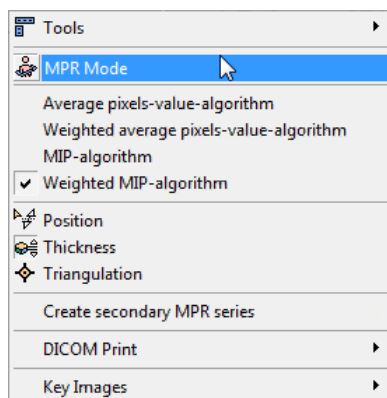 Tools
MPR Mode
Average pixels-value-algorithm
Weighted average pixels-value-algorithm
MIP-algorithm
Weighted MIP-algorithm
Position
Thickness
Triangulation
Create secondary MPR series
DICOM Print
Key Images